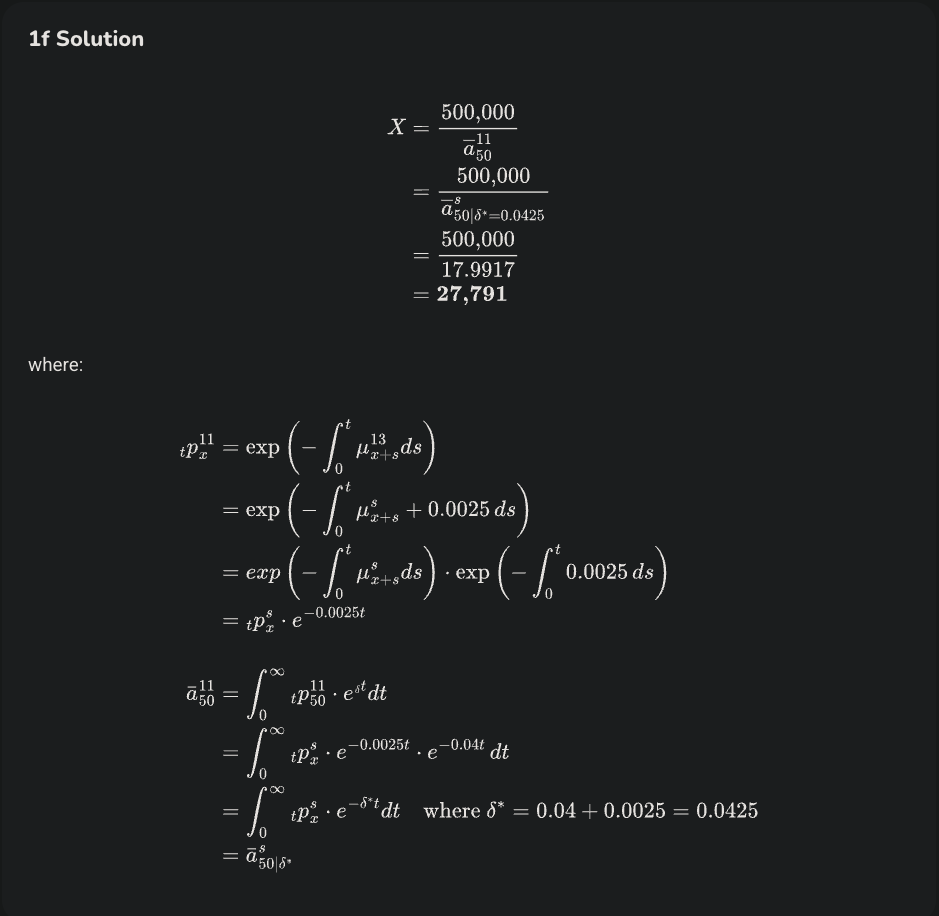 1f Solution
X = \frac{500,000}{\bar{a}_{50}^{11}}
= \frac{500,000}{\bar{a}_{50|\delta^*=0.0425}^{s}}
= \frac{500,000}{17.9917}
= 27,791
where:
{}_tp_x^{11} = \exp\left(-\int_0^t \mu_{x+s}^{13} ds\right)
= \exp\left(-\int_0^t \mu_{x+s}^{s} + 0.0025\, ds\right)
= exp\left(-\int_0^t \mu_{x+s}^{s} ds\right) \cdot \exp\left(-\int_0^t 0.0025\, ds\right)
= {}_tp_x^{s} \cdot e^{-0.0025t}
\bar{a}_{50}^{11} = \int_0^\infty {}_tp_{50}^{11} \cdot e^{\delta t} dt
= \int_0^\infty {}_tp_x^{s} \cdot e^{-0.0025t} \cdot e^{-0.04t}\, dt
= \int_0^\infty {}_tp_x^{s} \cdot e^{-\delta^* t} dt where \delta^* = 0.04 + 0.0025 = 0.0425
= \bar{a}_{50|\delta^*}^{s}